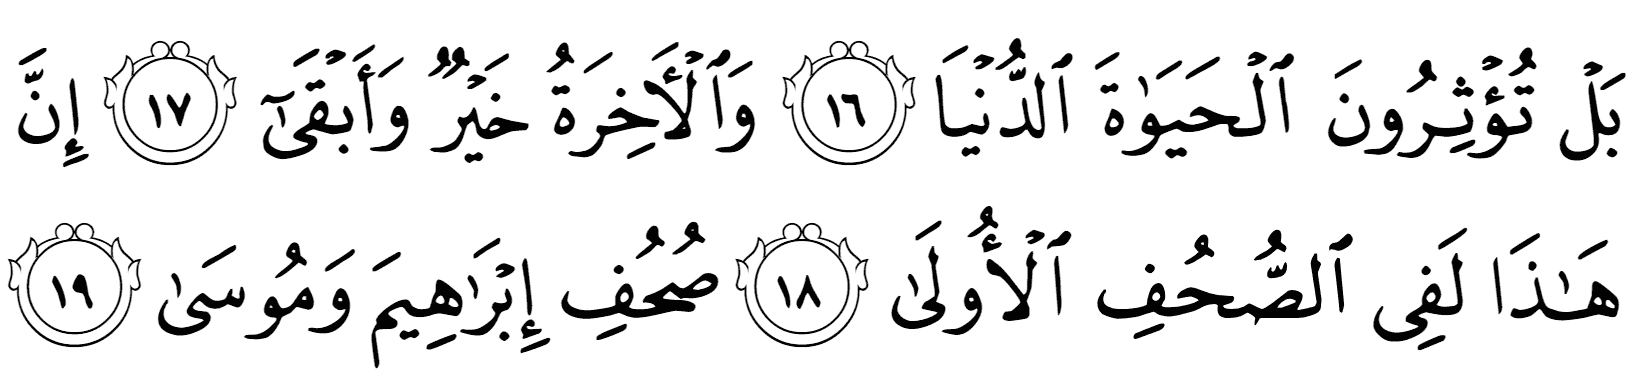 بَلْ تُؤْثِرُونَ ٱلْحَيَوٰةَ ٱلدُّنْيَا ١٦ وَٱلْأَخِرَةُ خَيْرٌ وَأَبْقَىٰٓ ١٧ إِنَّ
هَـٰذَا لَفِى ٱلصُّحُفِ ٱلْأُولَىٰ ١٨ صُحُفِ إِبْرَٰهِيمَ وَمُوسَىٰ ١٩